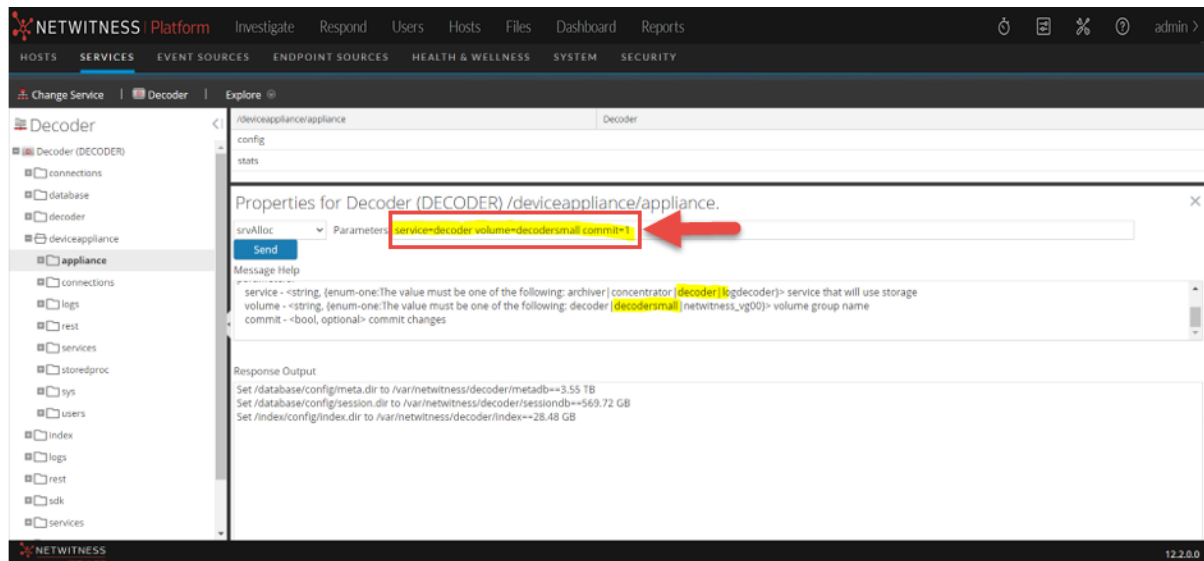 NETWITNESS Platform Investigate Respond Users Hosts Files Dashboard Reports admin >
HOSTS SERVICES EVENT SOURCES ENDPOINT SOURCES HEALTH & WELLNESS SYSTEM SECURITY
Change Service | Decoder | Explore
Decoder
Decoder (DECODER)
connections
database
decoder
deviceappliance
appliance
connections
logs
rest
services
storedproc
sys
users
index
logs
rest
sdk
services
/deviceappliance/appliance Decoder
config
stats
Properties for Decoder (DECODER) /deviceappliance/appliance.
srvAlloc Parameters service=decoder volume=decodersmall commit=1
Send
Message Help
parameters:
service - <string, {enum-one:The value must be one of the following: archiver|concentrator|decoder|logdecoder}> service that will use storage
volume - <string, {enum-one:The value must be one of the following: decoder|decodersmall|netwitness_vg00}> volume group name
commit - <bool, optional> commit changes
Response Output
Set /database/config/meta.dir to /var/netwitness/decoder/metadb==3.55 TB
Set /database/config/session.dir to /var/netwitness/decoder/sessiondb==569.72 GB
Set /index/config/index.dir to /var/netwitness/decoder/index==28.48 GB
NETWITNESS 12.2.0.0